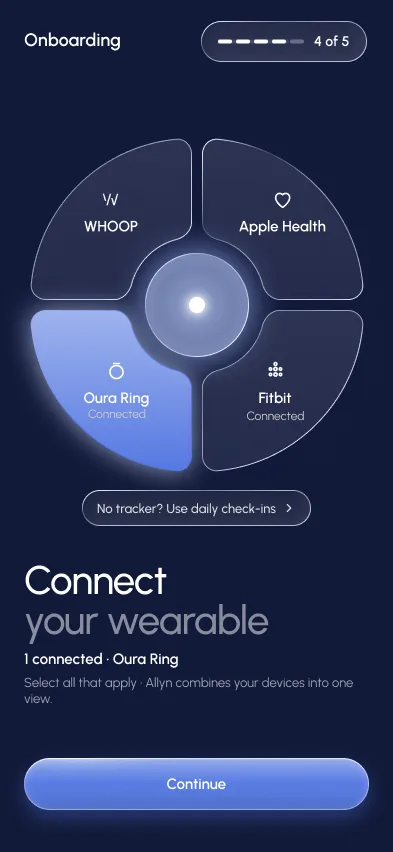 Onboarding
4 of 5
WHOOP
Apple Health
Oura Ring
Connected
Fitbit
Connected
No tracker? Use daily check-ins
Connect
your wearable
1 connected · Oura Ring
Select all that apply · Allyn combines your devices into one
view.
Continue